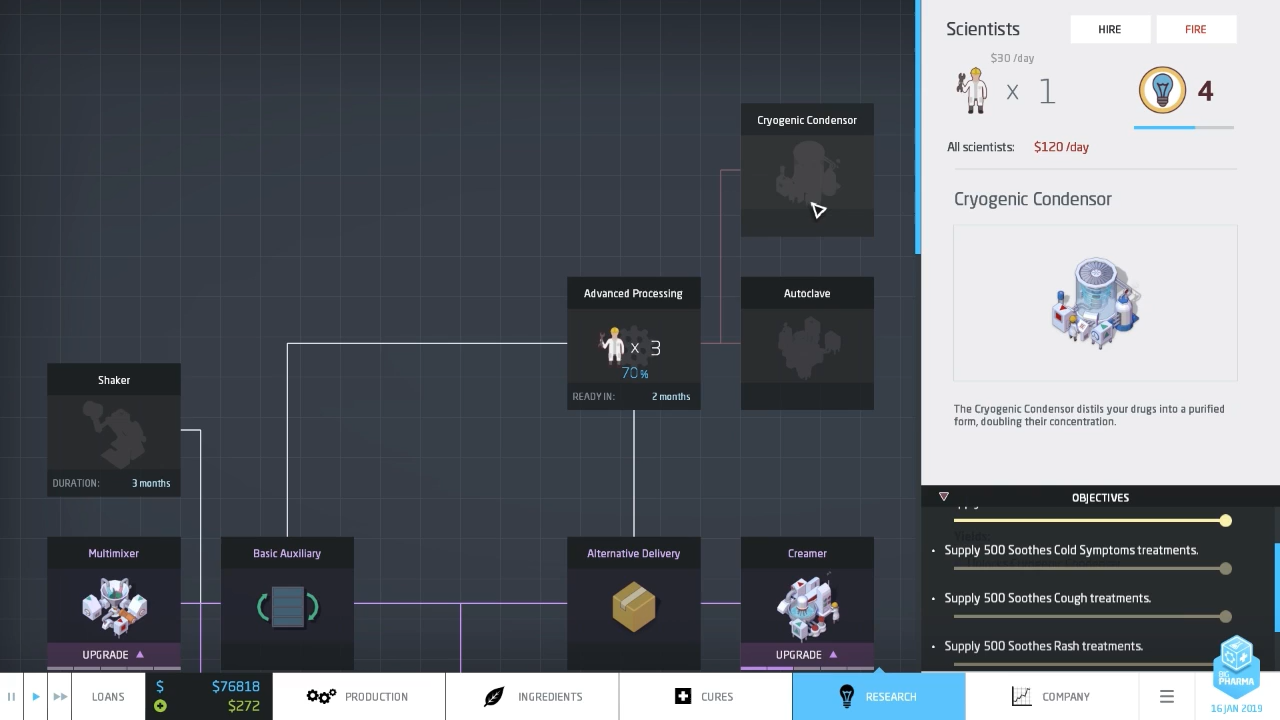 Scientists
HIRE
FIRE
$30 /day
x 1
4
All scientists: $120 /day
Cryogenic Condensor
Cryogenic Condensor
The Cryogenic Condensor distils your drugs into a purified
form, doubling their concentration.
Advanced Processing
x 3
70%
READY IN: 2 months
Autoclave
Shaker
DURATION: 3 months
Multimixer
UPGRADE
Basic Auxiliary
Alternative Delivery
Creamer
UPGRADE
OBJECTIVES
Supply 500 Soothes Cold Symptoms treatments.
Supply 500 Soothes Cough treatments.
Supply 500 Soothes Rash treatments.
LOANS
$ $76818
$272
PRODUCTION
INGREDIENTS
CURES
RESEARCH
COMPANY
BIG
PHARMA
16 JAN 2019